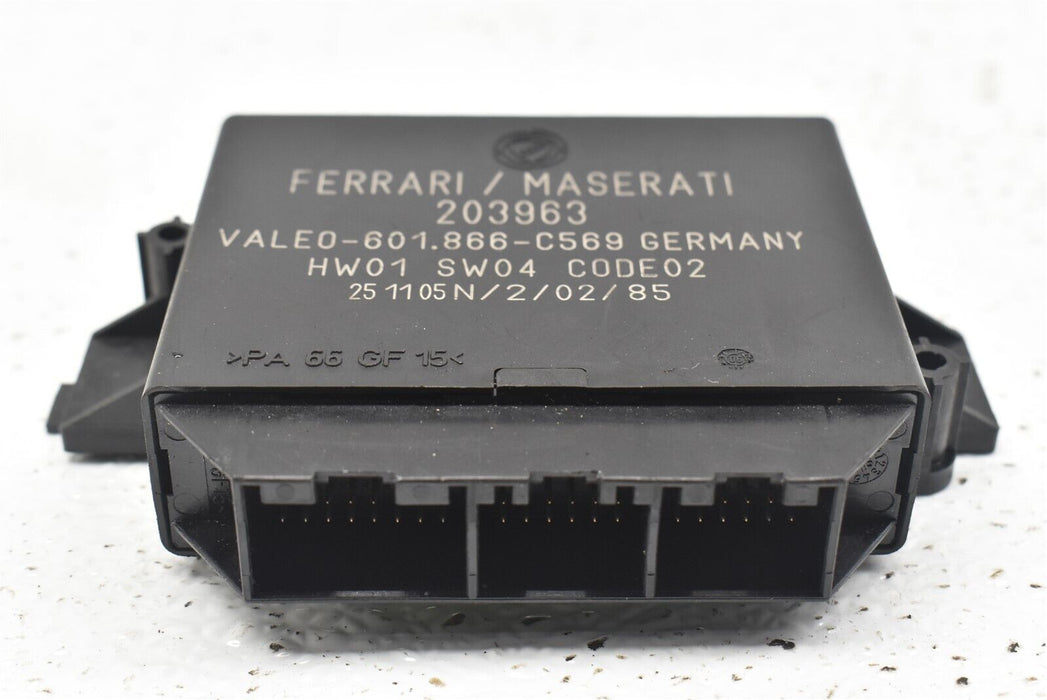 FERRARI / MASERATI
203963
VALEO-601.866-C569 GERMANY
HW01 SW04 CODE02
25 11 05 N/2/02/85
>PA 66 GF 15<